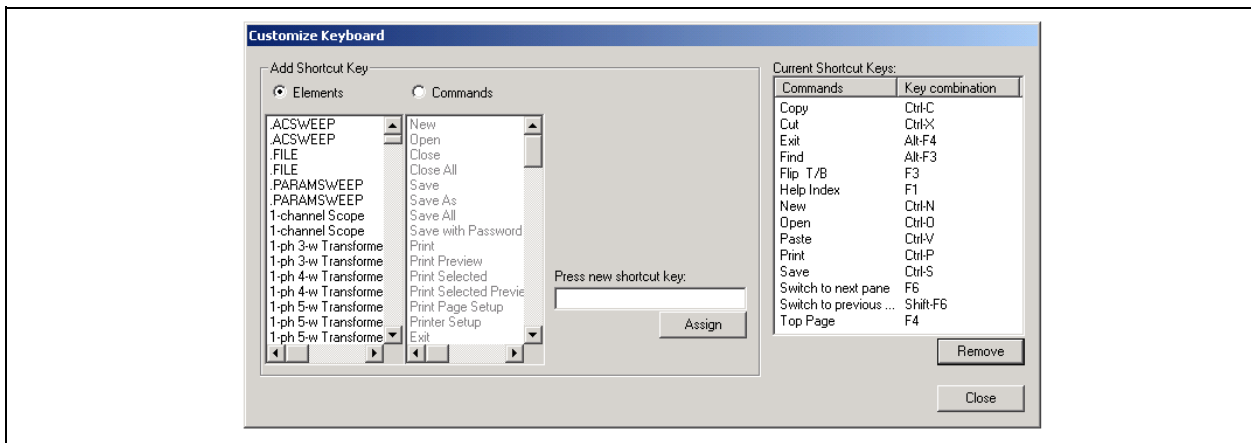 Customize Keyboard
Add Shortcut Key
Elements
Commands
.ACSWEEP
.ACSWEEP
.FILE
.FILE
.PARAMSWEEP
.PARAMSWEEP
1-channel Scope
1-channel Scope
1-ph 3-w Transforme
1-ph 3-w Transforme
1-ph 4-w Transforme
1-ph 4-w Transforme
1-ph 5-w Transforme
1-ph 5-w Transforme
1-ph 5-w Transforme
New
Open
Close
Close All
Save
Save As
Save All
Save with Password
Print
Print Preview
Print Selected
Print Selected Previe
Print Page Setup
Printer Setup
Exit
Press new shortcut key:
Assign
Current Shortcut Keys:
Commands Key combination
Copy Ctrl-C
Cut Ctrl-X
Exit Alt-F4
Find Alt-F3
Flip T/B F3
Help Index F1
New Ctrl-N
Open Ctrl-O
Paste Ctrl-V
Print Ctrl-P
Save Ctrl-S
Switch to next pane F6
Switch to previous ... Shift-F6
Top Page F4
Remove
Close